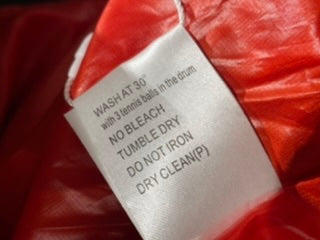 WASH AT 30°
with 3 tennis balls in the drum
NO BLEACH
TUMBLE DRY
DO NOT IRON
DRY CLEAN(P)